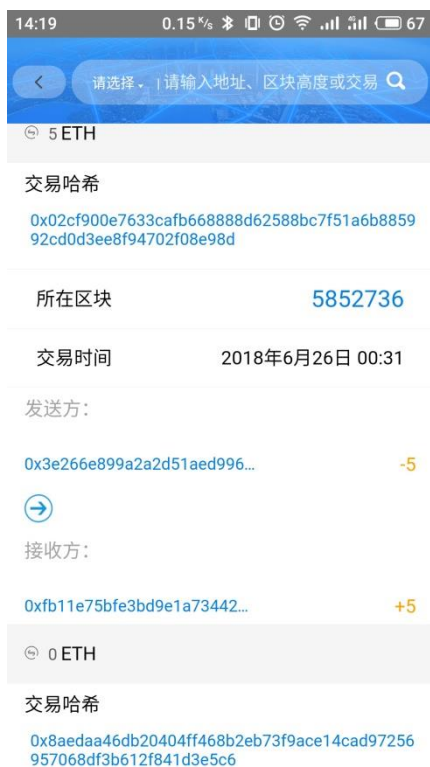 14:19 0.15 K/s 67
请选择 请输入地址、区块高度或交易
5 ETH
交易哈希
0x02cf900e7633cafb668888d62588bc7f51a6b8859
92cd0d3ee8f94702f08e98d
所在区块 5852736
交易时间 2018年6月26日 00:31
发送方：
0x3e266e899a2a2d51aed996... -5
接收方：
0xfb11e75bfe3bd9e1a73442... +5
0 ETH
交易哈希
0x8aedaa46db20404ff468b2eb73f9ace14cad97256
957068df3b612f841d3e5c6